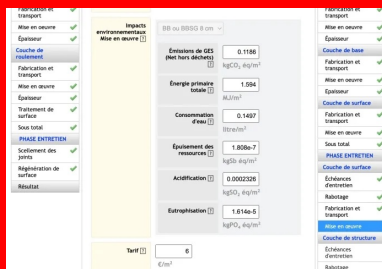 Fabrication et
transport
Mise en oeuvre
Épaisseur
Couche de
roulement
Fabrication et
transport
Mise en œuvre
Épaisseur
Traitement de
surface
Sous total
PHASE ENTRETIEN
Scellement des
joints
Régénération de
surface
Résultat
Impacts
environnementaux
Mise en œuvre [?]
BB ou BBSG 8 cm
Émissions de GES
(Net hors déchets)
[?]
0.1186
kgCO₂ éq/m²
Énergie primaire
totale [?]
1.594
MJ/m²
Consommation
d'eau [?]
0.1497
litre/m²
Épuisement des
ressources [?]
1.808e-7
kgSb éq/m²
Acidification [?]
0.0002326
kgSO₂ éq/m²
Eutrophisation [?]
1.614e-5
kgPO₄ éq/m²
Tarif [?]
6
€/m²
Fabrication et
transport
Mise en œuvre
Épaisseur
Couche de base
Fabrication et
transport
Mise en œuvre
Épaisseur
Couche de surface
Fabrication et
transport
Mise en œuvre
Sous total
PHASE ENTRETIEN
Couche de surface
Échéances
d'entretien
Rabotage
Fabrication et
transport
Mise en œuvre
Couche de structure
Échéances
d'entretien
Rabotage